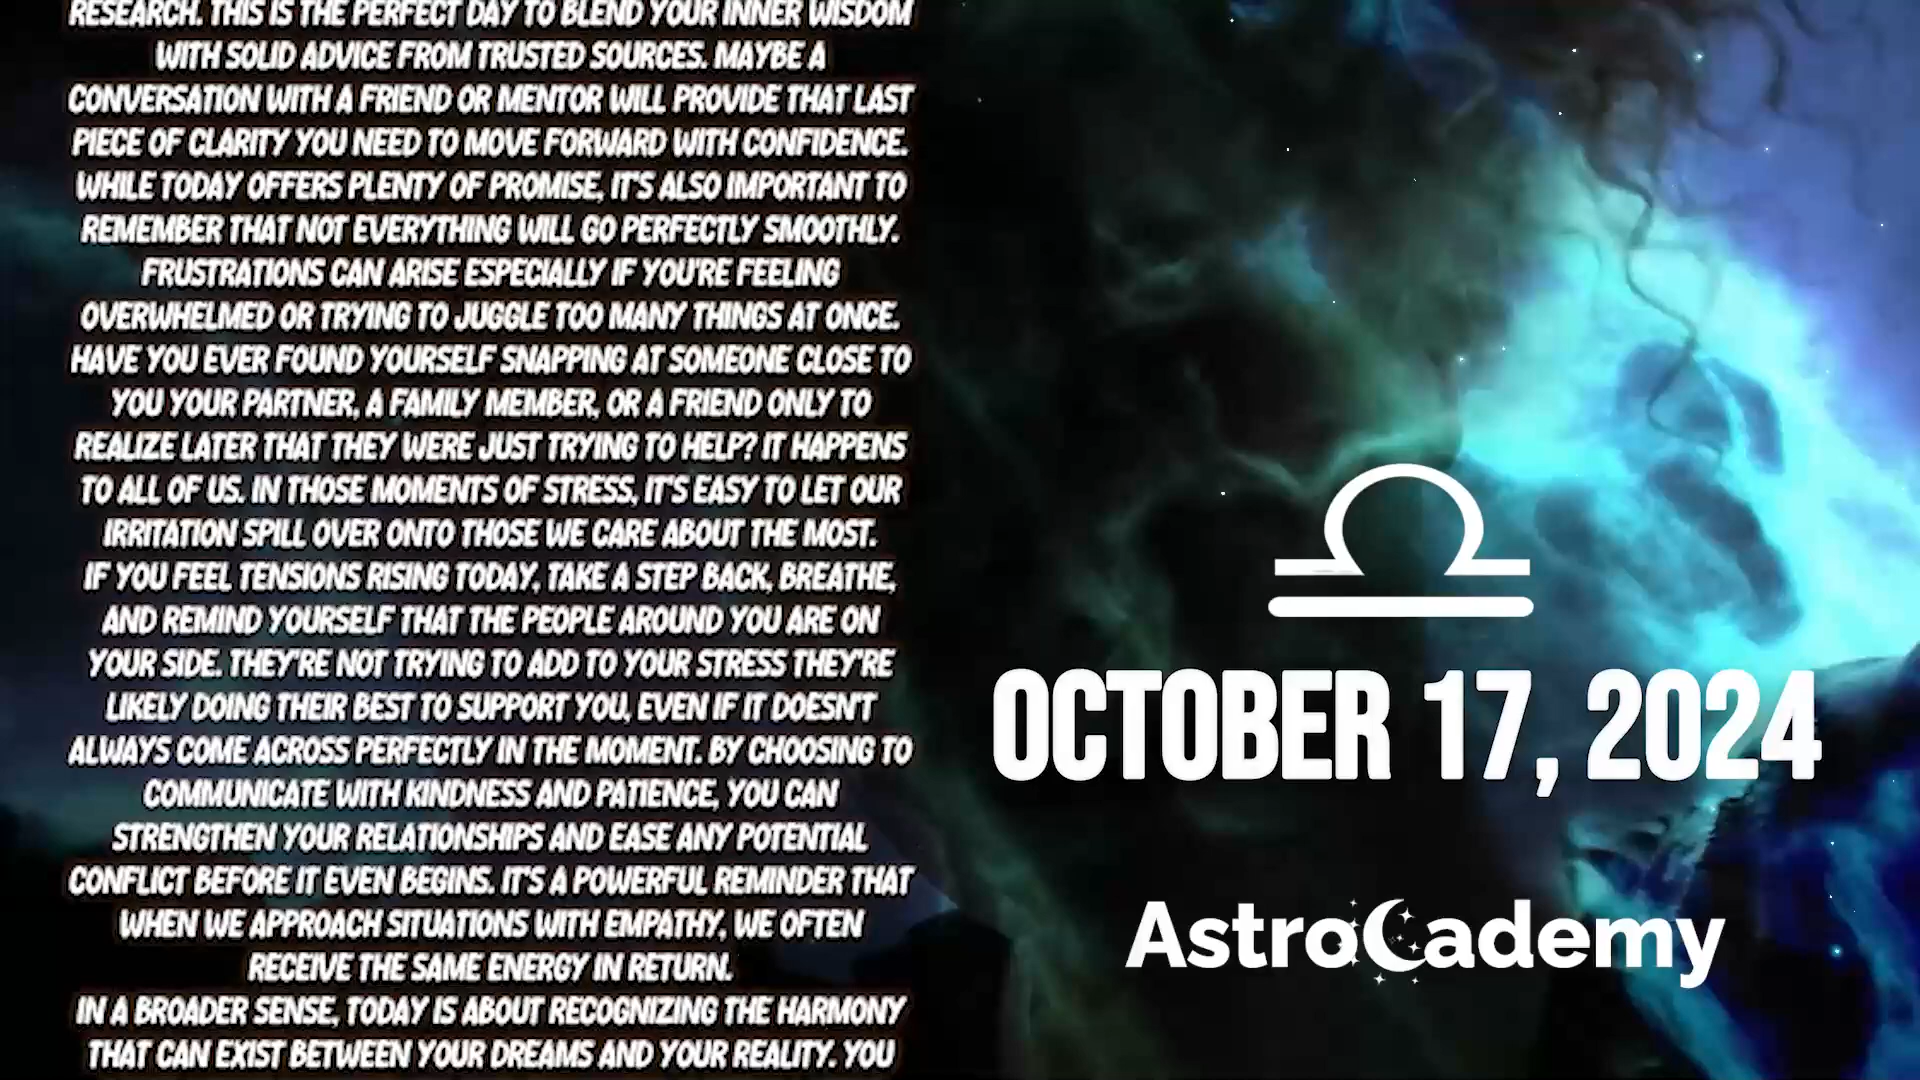 RESEARCH. THIS IS THE PERFECT DAY TO BLEND YOUR INNER WISDOM
WITH SOLID ADVICE FROM TRUSTED SOURCES. MAYBE A
CONVERSATION WITH A FRIEND OR MENTOR WILL PROVIDE THAT LAST
PIECE OF CLARITY YOU NEED TO MOVE FORWARD WITH CONFIDENCE.
WHILE TODAY OFFERS PLENTY OF PROMISE, IT'S ALSO IMPORTANT TO
REMEMBER THAT NOT EVERYTHING WILL GO PERFECTLY SMOOTHLY.
FRUSTRATIONS CAN ARISE ESPECIALLY IF YOU'RE FEELING
OVERWHELMED OR TRYING TO JUGGLE TOO MANY THINGS AT ONCE.
HAVE YOU EVER FOUND YOURSELF SNAPPING AT SOMEONE CLOSE TO
YOU YOUR PARTNER, A FAMILY MEMBER, OR A FRIEND ONLY TO
REALIZE LATER THAT THEY WERE JUST TRYING TO HELP? IT HAPPENS
TO ALL OF US. IN THOSE MOMENTS OF STRESS, IT'S EASY TO LET OUR
IRRITATION SPILL OVER ONTO THOSE WE CARE ABOUT THE MOST.
IF YOU FEEL TENSIONS RISING TODAY, TAKE A STEP BACK, BREATHE,
AND REMIND YOURSELF THAT THE PEOPLE AROUND YOU ARE ON
YOUR SIDE. THEY'RE NOT TRYING TO ADD TO YOUR STRESS THEY'RE
LIKELY DOING THEIR BEST TO SUPPORT YOU, EVEN IF IT DOESN'T
ALWAYS COME ACROSS PERFECTLY IN THE MOMENT. BY CHOOSING TO
COMMUNICATE WITH KINDNESS AND PATIENCE, YOU CAN
STRENGTHEN YOUR RELATIONSHIPS AND EASE ANY POTENTIAL
CONFLICT BEFORE IT EVEN BEGINS. IT'S A POWERFUL REMINDER THAT
WHEN WE APPROACH SITUATIONS WITH EMPATHY, WE OFTEN
RECEIVE THE SAME ENERGY IN RETURN.
IN A BROADER SENSE, TODAY IS ABOUT RECOGNIZING THE HARMONY
THAT CAN EXIST BETWEEN YOUR DREAMS AND YOUR REALITY. YOU
OCTOBER 17, 2024
AstroCademy